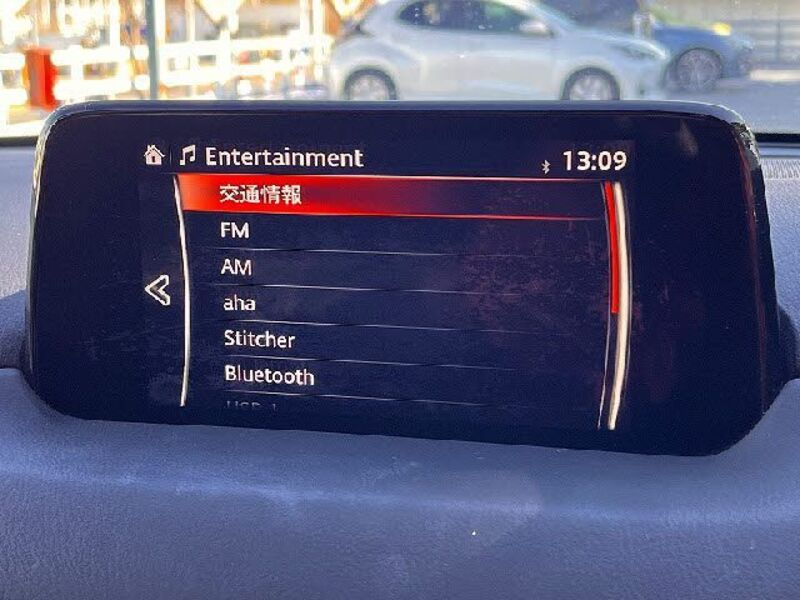 Entertainment 13:09
交通情報
FM
AM
aha
Stitcher
Bluetooth